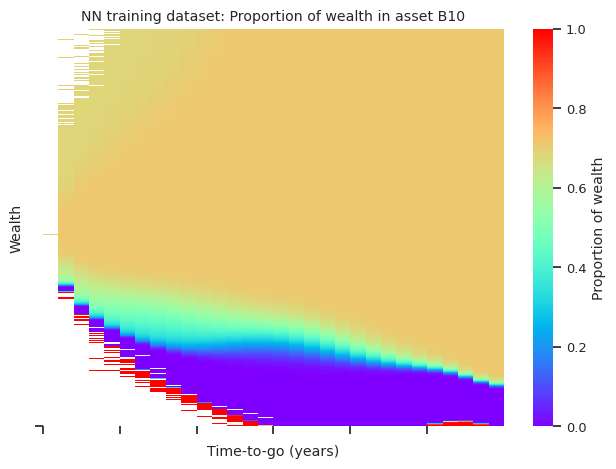 NN training dataset: Proportion of wealth in asset B10
Wealth
Time-to-go (years)
1.0
0.8
0.6
0.4
0.2
0.0
Proportion of wealth